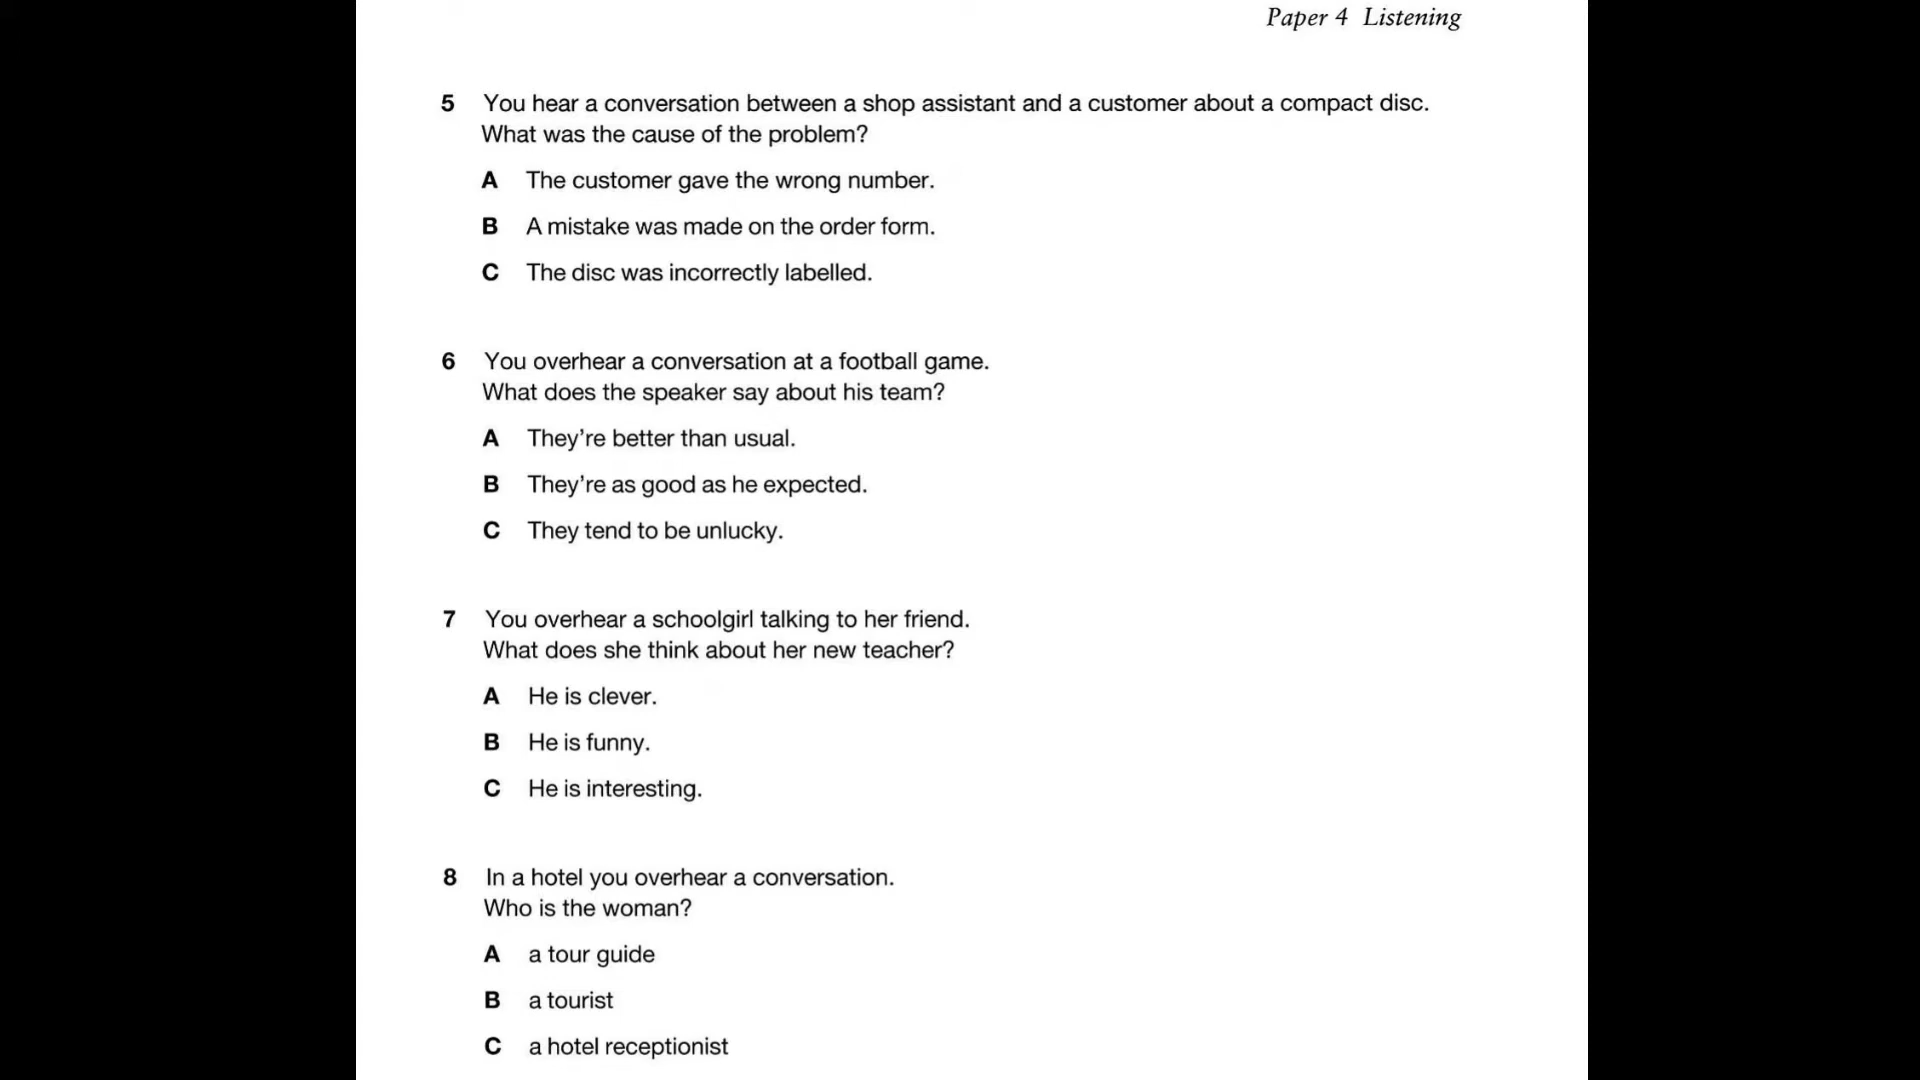 Paper 4 Listening
5 You hear a conversation between a shop assistant and a customer about a compact disc.
What was the cause of the problem?
A The customer gave the wrong number.
B A mistake was made on the order form.
C The disc was incorrectly labelled.
6 You overhear a conversation at a football game.
What does the speaker say about his team?
A They’re better than usual.
B They’re as good as he expected.
C They tend to be unlucky.
7 You overhear a schoolgirl talking to her friend.
What does she think about her new teacher?
A He is clever.
B He is funny.
C He is interesting.
8 In a hotel you overhear a conversation.
Who is the woman?
A a tour guide
B a tourist
C a hotel receptionist